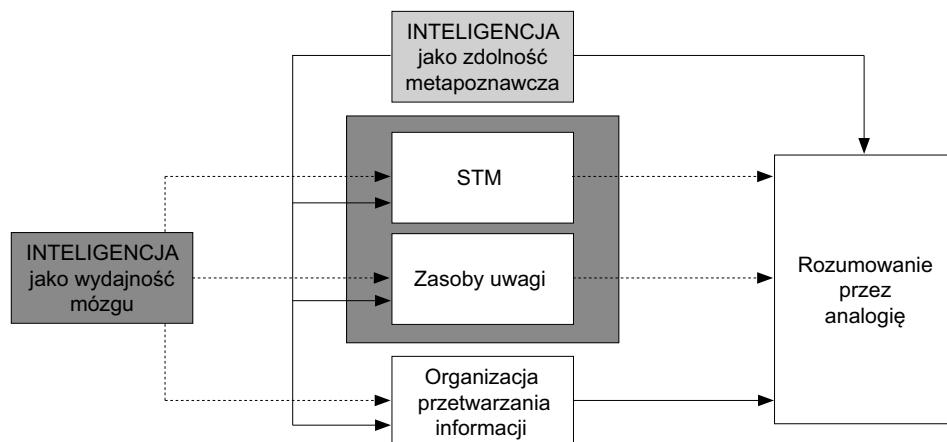 INTELIGENCJA
jako zdolność
metapoznawcza
STM
INTELIGENCJA
jako wydajność
mózgu
Zasoby uwagi
Rozumowanie
przez
analogię
Organizacja
przetwarzania
informacji